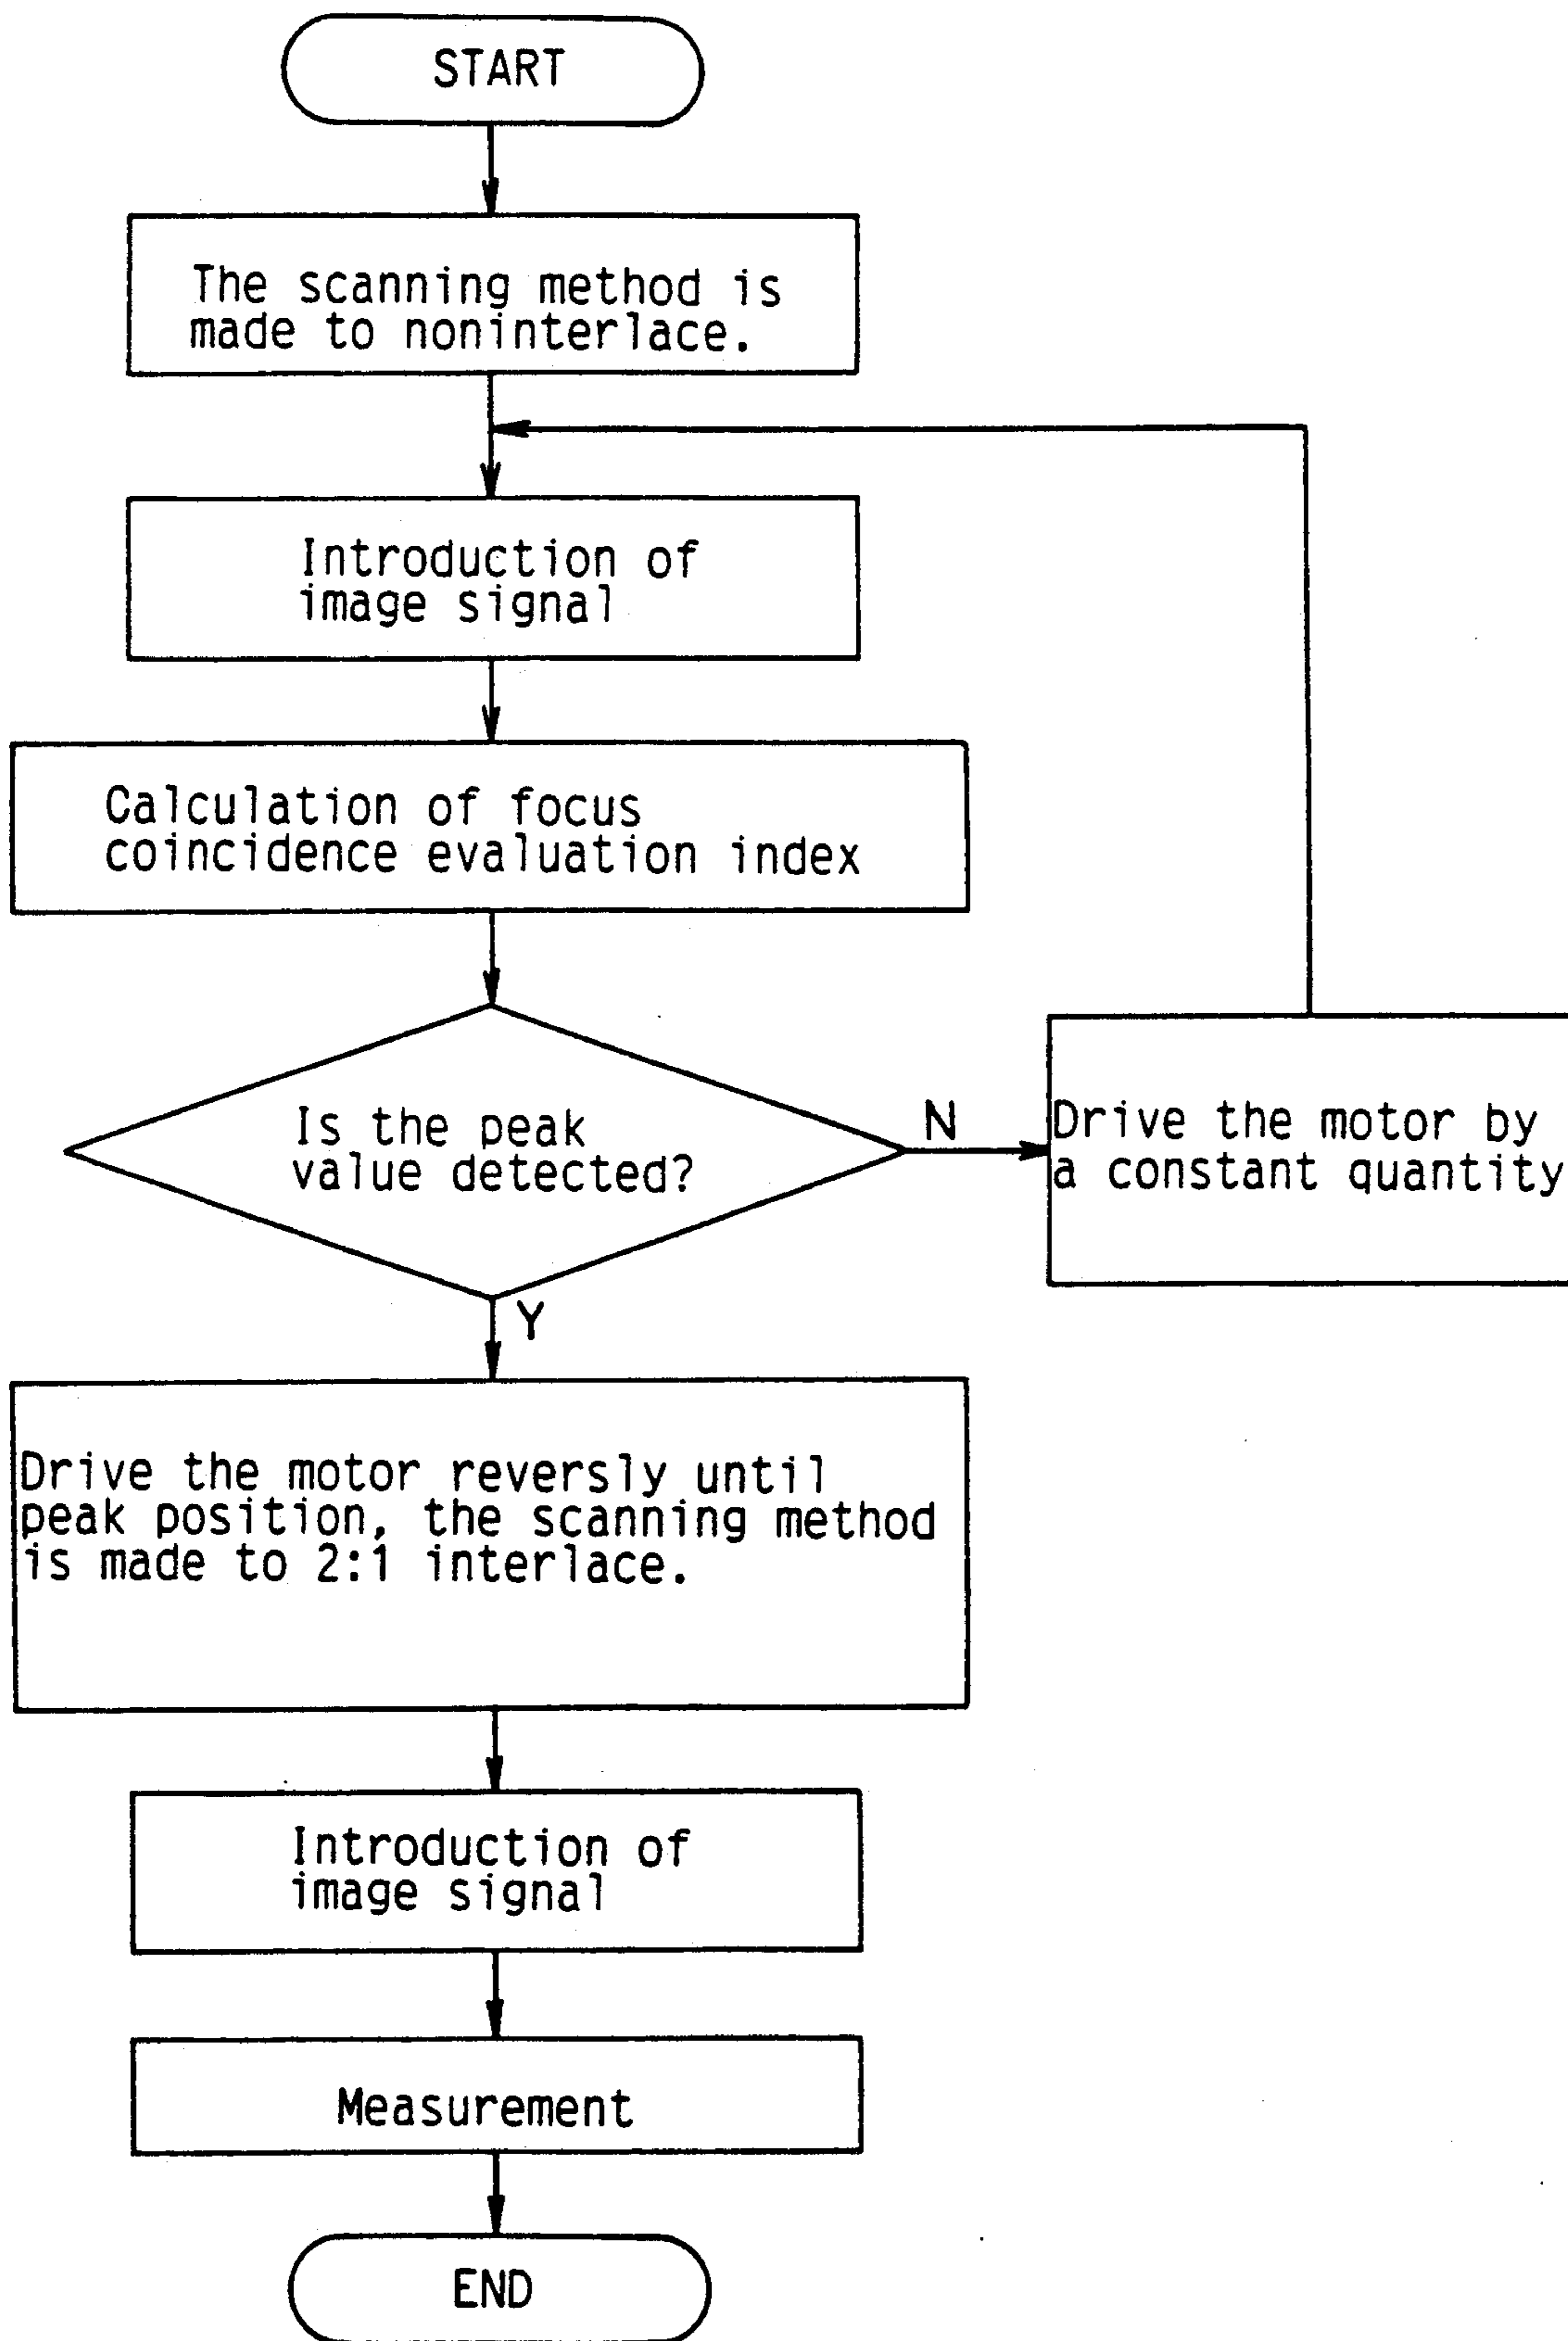 START
The scanning method is
made to noninterlace.
Introduction of
image signal
Calculation of focus
coincidence evaluation index
Is the peak
value detected?
N
Drive the motor by
a constant quantity
Y
Drive the motor reversly until
peak position, the scanning method
is made to 2:1 interlace.
Introduction of
image signal
Measurement
END